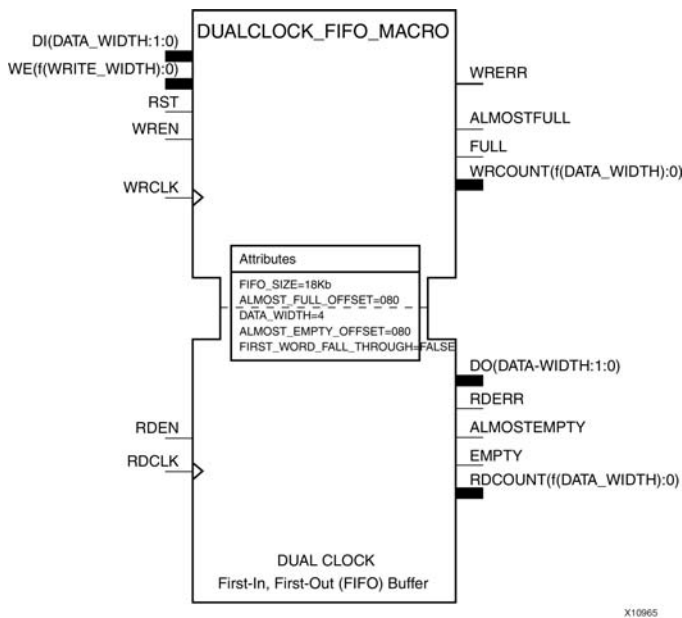 DUALCLOCK_FIFO_MACRO
DI(DATA_WIDTH:1:0)
WE(f(WRITE_WIDTH):0)
RST
WREN
WRCLK
WRERR
ALMOSTFULL
FULL
WRCOUNT(f(DATA_WIDTH):0)
Attributes
FIFO_SIZE=18Kb
ALMOST_FULL_OFFSET=080
DATA_WIDTH=4
ALMOST_EMPTY_OFFSET=080
FIRST_WORD_FALL_THROUGH=FALSE
RDEN
RDCLK
DO(DATA-WIDTH:1:0)
RDERR
ALMOSTEMPTY
EMPTY
RDCOUNT(f(DATA_WIDTH):0)
DUAL CLOCK
First-In, First-Out (FIFO) Buffer
X10965